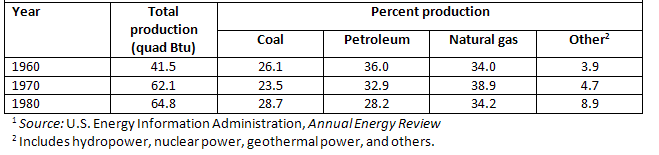 Year Total production (quad Btu) Percent production
Coal Petroleum Natural gas Other²
1960 41.5 26.1 36.0 34.0 3.9
1970 62.1 23.5 32.9 38.9 4.7
1980 64.8 28.7 28.2 34.2 8.9
¹ Source: U.S. Energy Information Administration, Annual Energy Review
² Includes hydropower, nuclear power, geothermal power, and others.